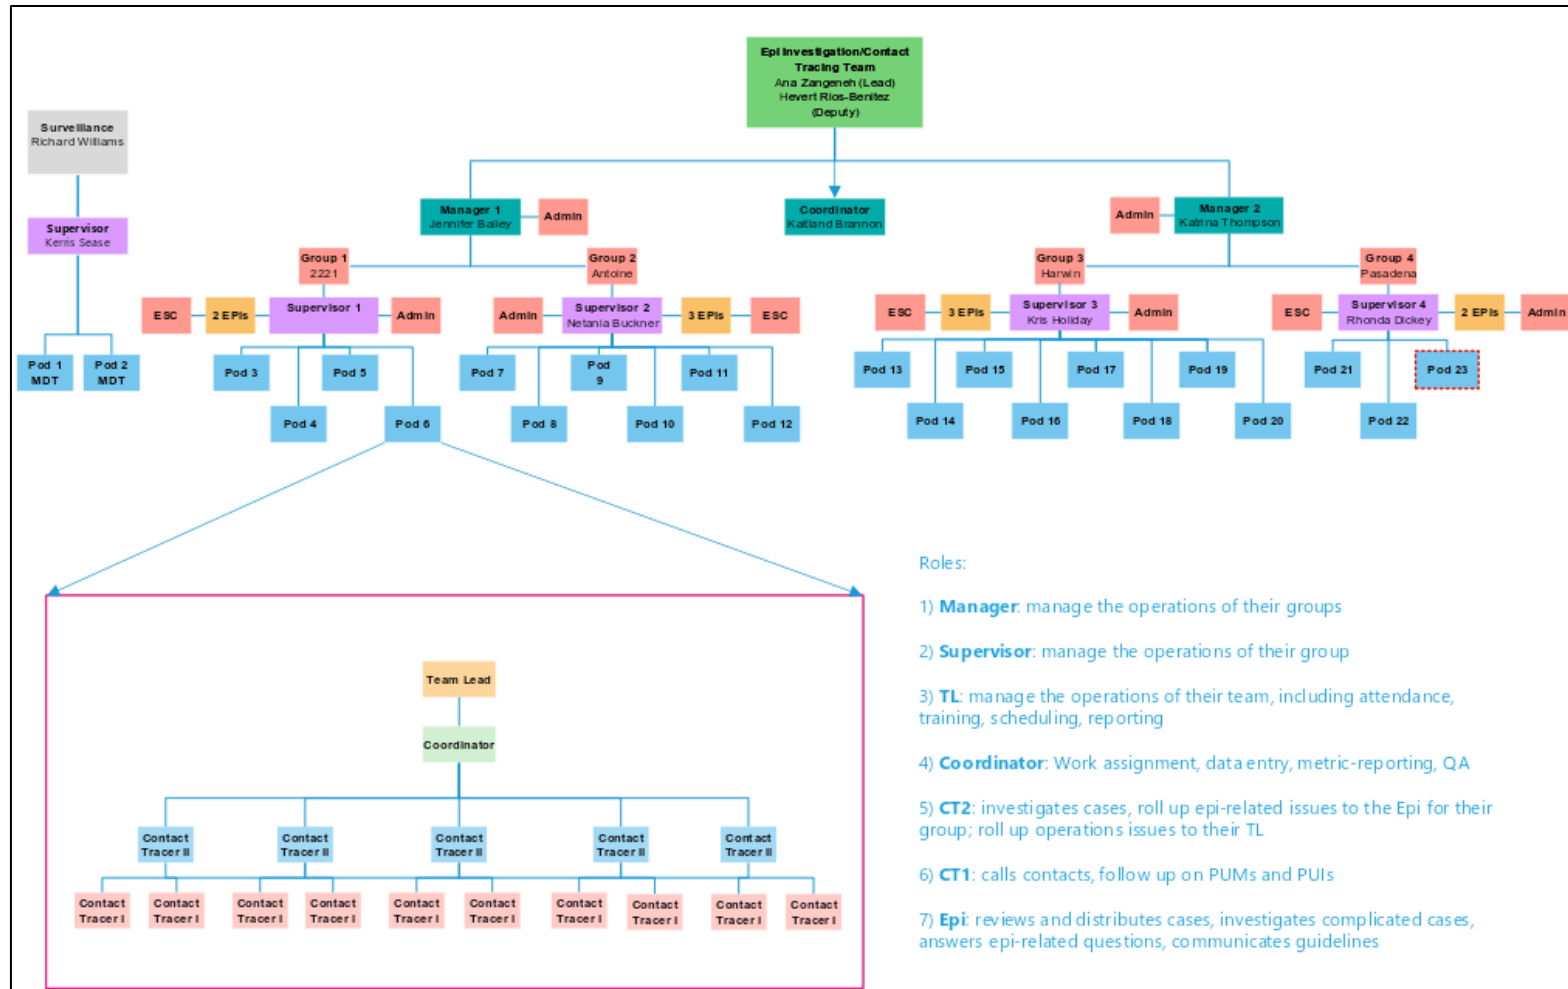 Epi Investigation/Contact
Tracing Team
Ana Zangeneh (Lead)
Hevert Rios-Benitez
(Deputy)
Surveillance
Richard Williams
Supervisor
Kerris Sease
Pod 1
MDT
Pod 2
MDT
Manager 1
Jennifer Bailey
Admin
Coordinator
Katland Brannon
Admin
Manager 2
Katrina Thompson
Group 1
2221
Group 2
Antoine
Group 3
Harwin
Group 4
Pasadena
ESC
2 EPIs
Supervisor 1
Admin
Admin
Supervisor 2
Netania Buckner
3 EPIs
ESC
ESC
3 EPIs
Supervisor 3
Kris Holiday
Admin
ESC
Supervisor 4
Rhonda Dickey
2 EPIs
Admin
Pod 3
Pod 5
Pod 7
Pod
9
Pod 11
Pod 13
Pod 15
Pod 17
Pod 19
Pod 21
Pod 23
Pod 4
Pod 6
Pod 8
Pod 10
Pod 12
Pod 14
Pod 16
Pod 18
Pod 20
Pod 22
Team Lead
Coordinator
Contact
Tracer II
Contact
Tracer II
Contact
Tracer II
Contact
Tracer II
Contact
Tracer II
Contact
Tracer I
Contact
Tracer I
Contact
Tracer I
Contact
Tracer I
Contact
Tracer I
Contact
Tracer I
Contact
Tracer I
Contact
Tracer I
Contact
Tracer I
Contact
Tracer I
Roles:
1) Manager: manage the operations of their groups
2) Supervisor: manage the operations of their group
3) TL: manage the operations of their team, including attendance,
training, scheduling, reporting
4) Coordinator: Work assignment, data entry, metric-reporting, QA
5) CT2: investigates cases, roll up epi-related issues to the Epi for their
group; roll up operations issues to their TL
6) CT1: calls contacts, follow up on PUMs and PUIs
7) Epi: reviews and distributes cases, investigates complicated cases,
answers epi-related questions, communicates guidelines